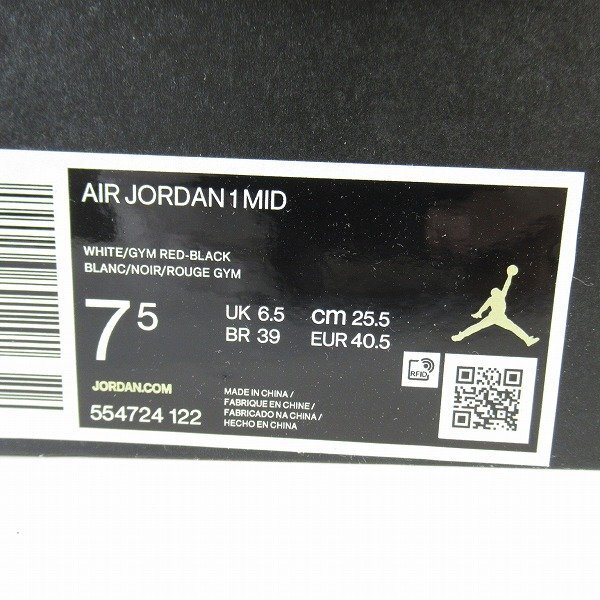 AIR JORDAN 1 MID
WHITE/GYM RED-BLACK
BLANC/NOIR/ROUGE GYM
7 5
UK 6.5 cm 25.5
BR 39 EUR 40.5
RFID
JORDAN.COM
554724 122
MADE IN CHINA /
FABRIQUE EN CHINE /
FABRICADO NA CHINA /
HECHO EN CHINA